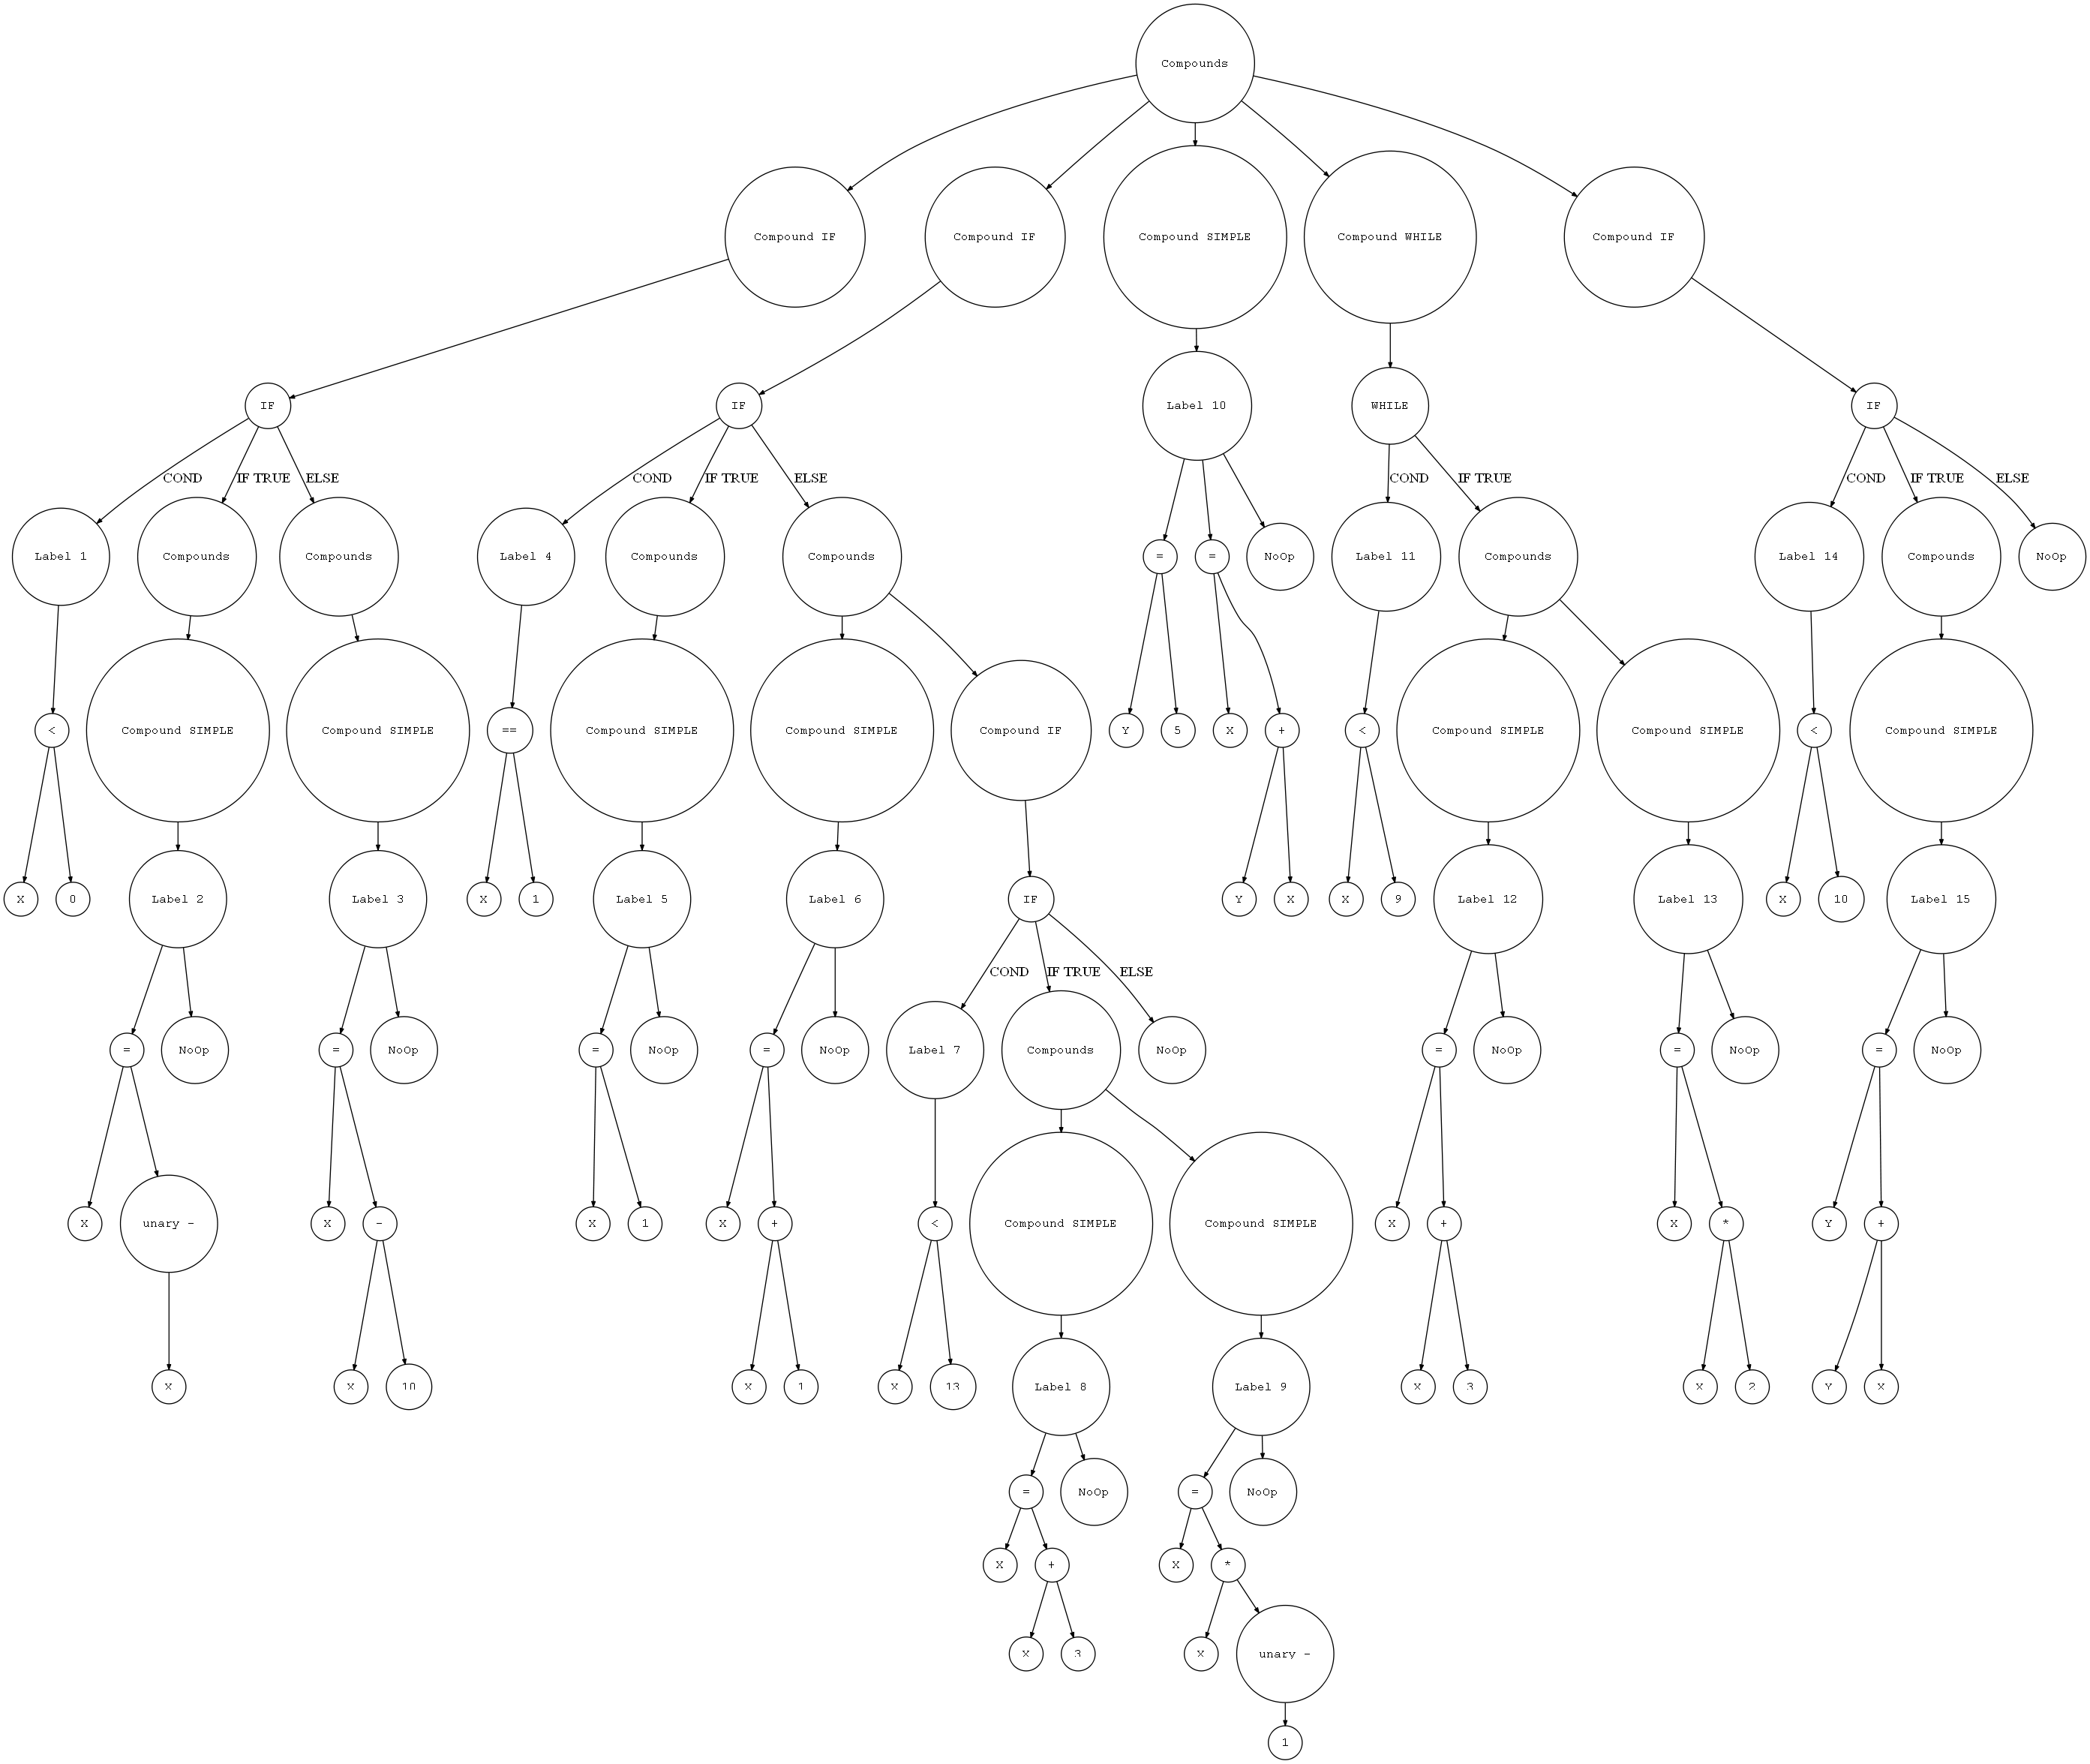 Compounds
Compound IF
Compound IF
Compound SIMPLE
Compound WHILE
Compound IF
IF
IF
Label 10
WHILE
IF
COND
IF TRUE
ELSE
COND
IF TRUE
ELSE
COND
IF TRUE
COND
IF TRUE
ELSE
Label 1
Compounds
Compounds
Label 4
Compounds
Compounds
=
=
NoOp
Label 11
Compounds
Label 14
Compounds
NoOp
<
Compound SIMPLE
Compound SIMPLE
==
Compound SIMPLE
Compound SIMPLE
Compound IF
Y
5
X
+
<
Compound SIMPLE
Compound SIMPLE
<
Compound SIMPLE
X
0
Label 2
Label 3
X
1
Label 5
Label 6
IF
Y
X
X
9
Label 12
Label 13
X
10
Label 15
COND
IF TRUE
ELSE
=
NoOp
=
NoOp
=
NoOp
=
NoOp
Label 7
Compounds
NoOp
=
NoOp
=
NoOp
=
NoOp
X
unary -
X
-
X
1
X
+
<
Compound SIMPLE
Compound SIMPLE
X
+
X
*
Y
+
X
X
10
X
1
X
13
Label 8
Label 9
X
3
X
2
Y
X
=
NoOp
=
NoOp
X
+
X
*
X
3
X
unary -
1